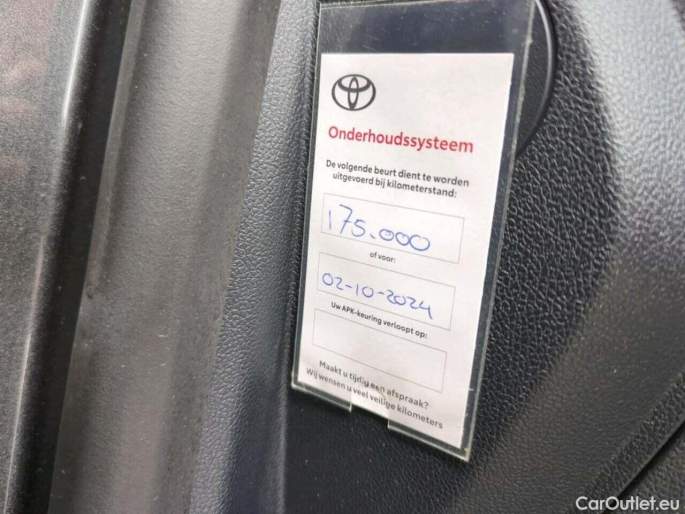 Onderhoudssysteem
De volgende beurt dient te worden
uitgevoerd bij kilometerstand:
175.000
of voor:
02-10-2024
Uw APK-keuring verloopt op:
Maakt u tijdig een afspraak?
Wij wensen u veel veilige kilometers
CarOutlet.eu